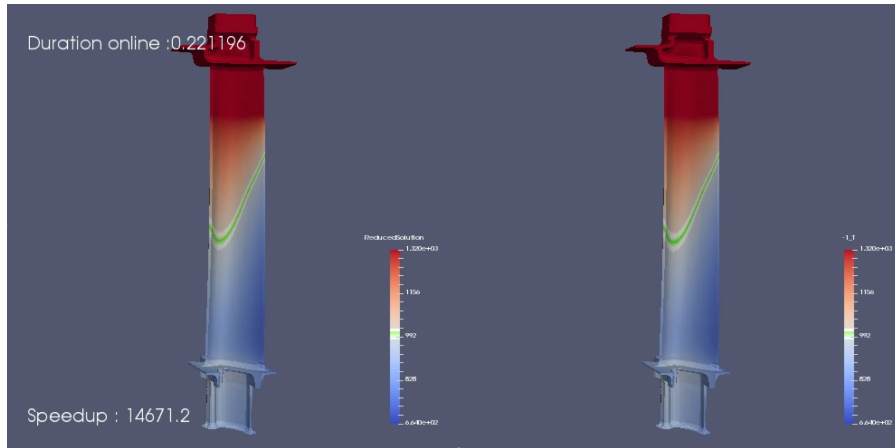 Duration online :0.221196
ReducedSolution
1.320e+03
1156
992
828
6.640e+02
-1_T
1.320e+03
1156
992
828
6.640e+02
Speedup : 14671.2